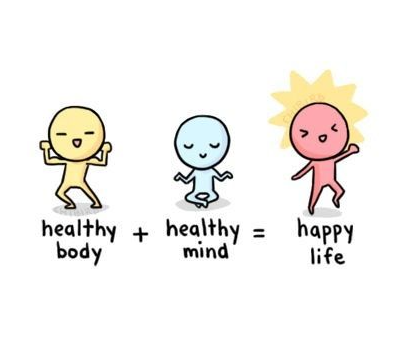 healthy + healthy = happy
body mind life